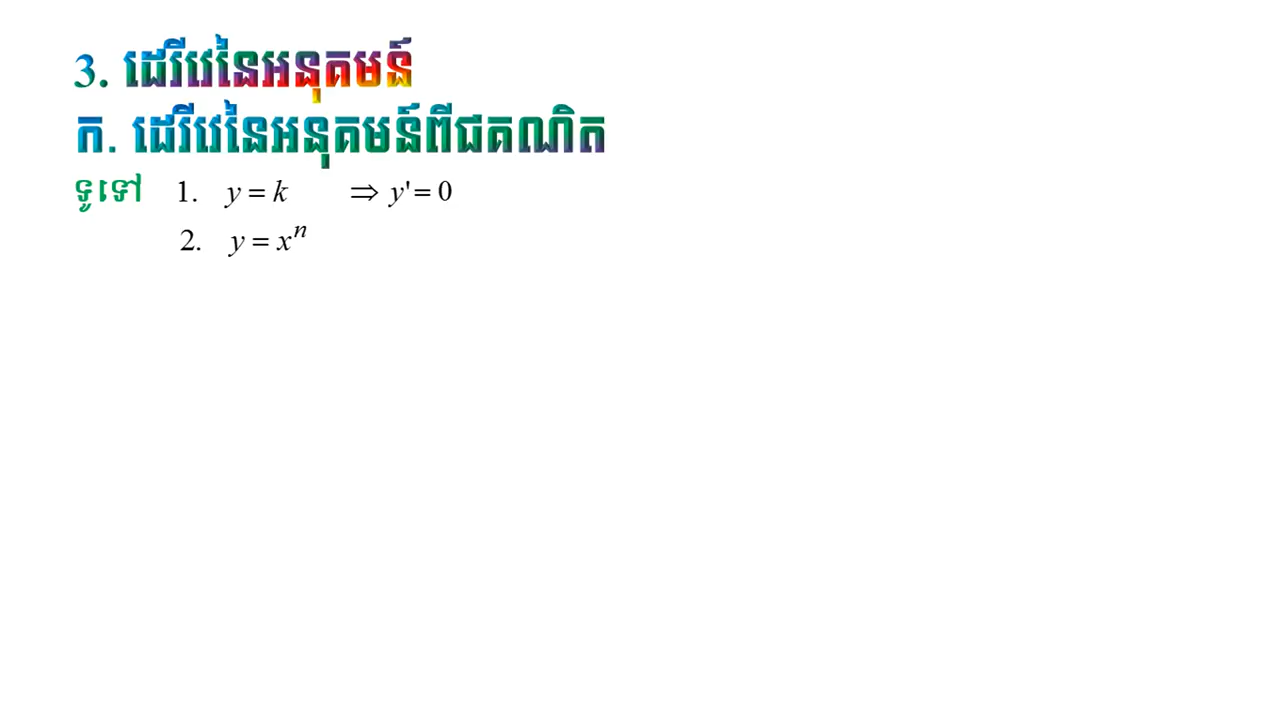 3. ដេរីវេនៃអនុគមន៍
ក. ដេរីវេនៃអនុគមន៍ពីជគណិត
ទូទៅ 1. y = k ⇒ y' = 0
2. y = xⁿ